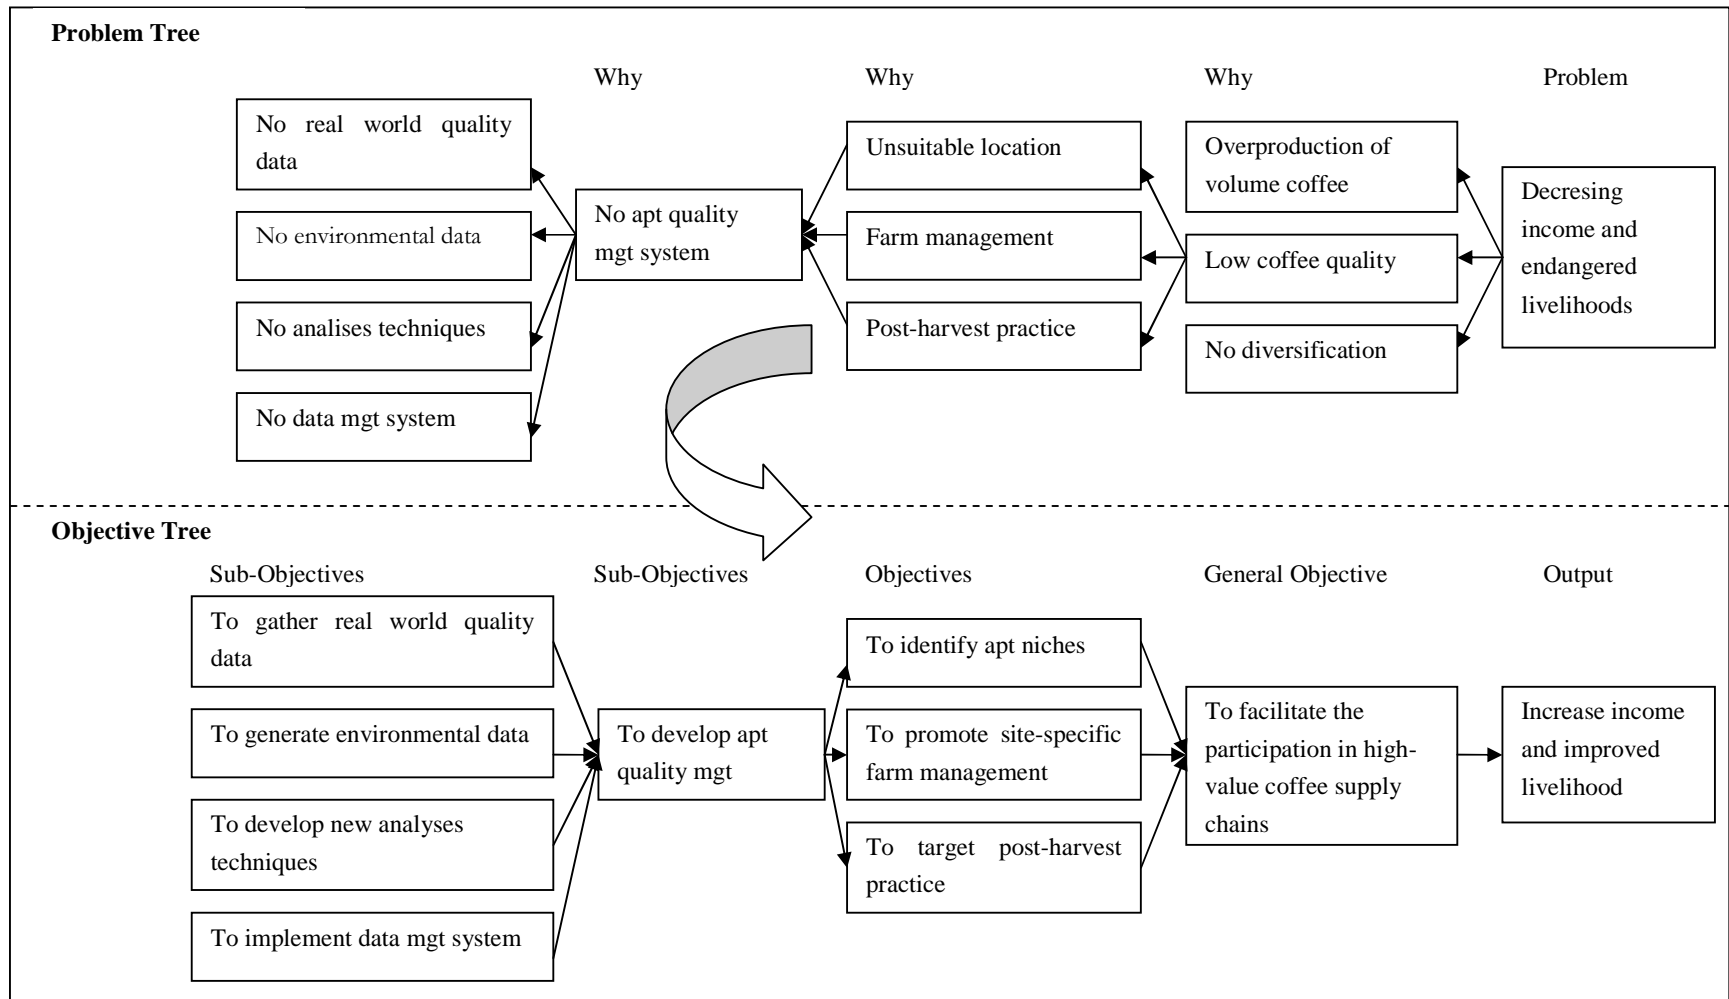 Problem Tree
Why
Why
Why
Problem
No real world quality
data
No environmental data
No analises techniques
No data mgt system
No apt quality
mgt system
Unsuitable location
Farm management
Post-harvest practice
Overproduction of
volume coffee
Low coffee quality
No diversification
Decresing
income and
endangered
livelihoods
Objective Tree
Sub-Objectives
Sub-Objectives
Objectives
General Objective
Output
To gather real world quality
data
To generate environmental data
To develop new analyses
techniques
To implement data mgt system
To develop apt
quality mgt
To identify apt niches
To promote site-specific
farm management
To target post-harvest
practice
To facilitate the
participation in high-
value coffee supply
chains
Increase income
and improved
livelihood